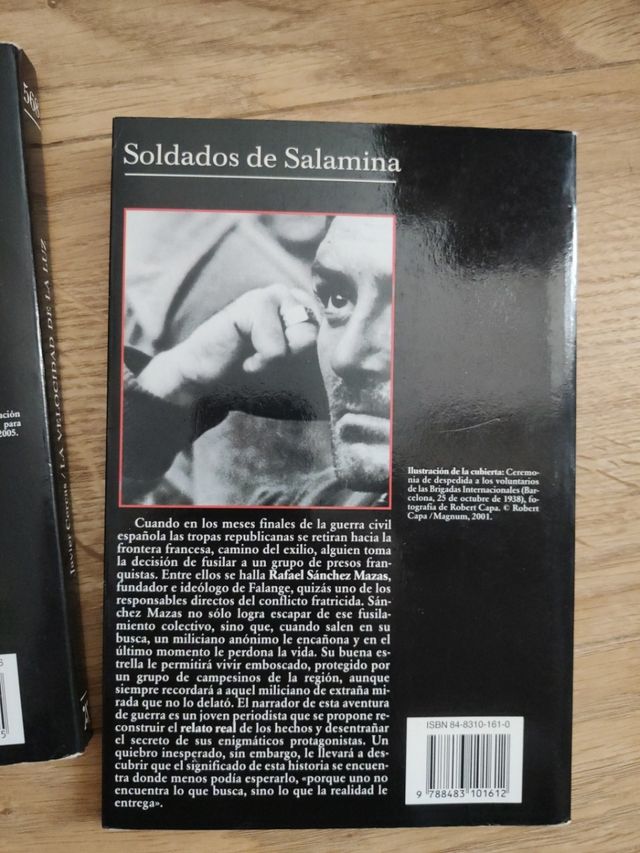 Soldados de Salamina
Ilustración de la cubierta: Ceremo-
nia de despedida a los voluntarios
de las Brigadas Internacionales (Bar-
celona, 25 de octubre de 1938), fo-
tografía de Robert Capa. © Robert
Capa / Magnum, 2001.
Cuando en los meses finales de la guerra civil
española las tropas republicanas se retiran hacia la
frontera francesa, camino del exilio, alguien toma
la decisión de fusilar a un grupo de presos fran-
quistas. Entre ellos se halla Rafael Sánchez Mazas,
fundador e ideólogo de Falange, quizás uno de los
responsables directos del conflicto fratricida. Sán-
chez Mazas no sólo logra escapar de ese fusila-
miento colectivo, sino que, cuando salen en su
busca, un miliciano anónimo le encañona y en el
último momento le perdona la vida. Su buena es-
trella le permitirá vivir emboscado, protegido por
un grupo de campesinos de la región, aunque
siempre recordará a aquel miliciano de extraña mi-
rada que no lo delató. El narrador de esta aventura
de guerra es un joven periodista que se propone re-
construir el relato real de los hechos y desentrañar
el secreto de sus enigmáticos protagonistas. Un
quiebro inesperado, sin embargo, le llevará a des-
cubrir que el significado de esta historia se encuen-
tra donde menos podía esperarlo, «porque uno no
encuentra lo que busca, sino lo que la realidad le
entrega».
ISBN 84-8310-161-0
9 788483 101612
Javier Cercas / LA VELOCIDAD DE LA LUZ
para
2005.